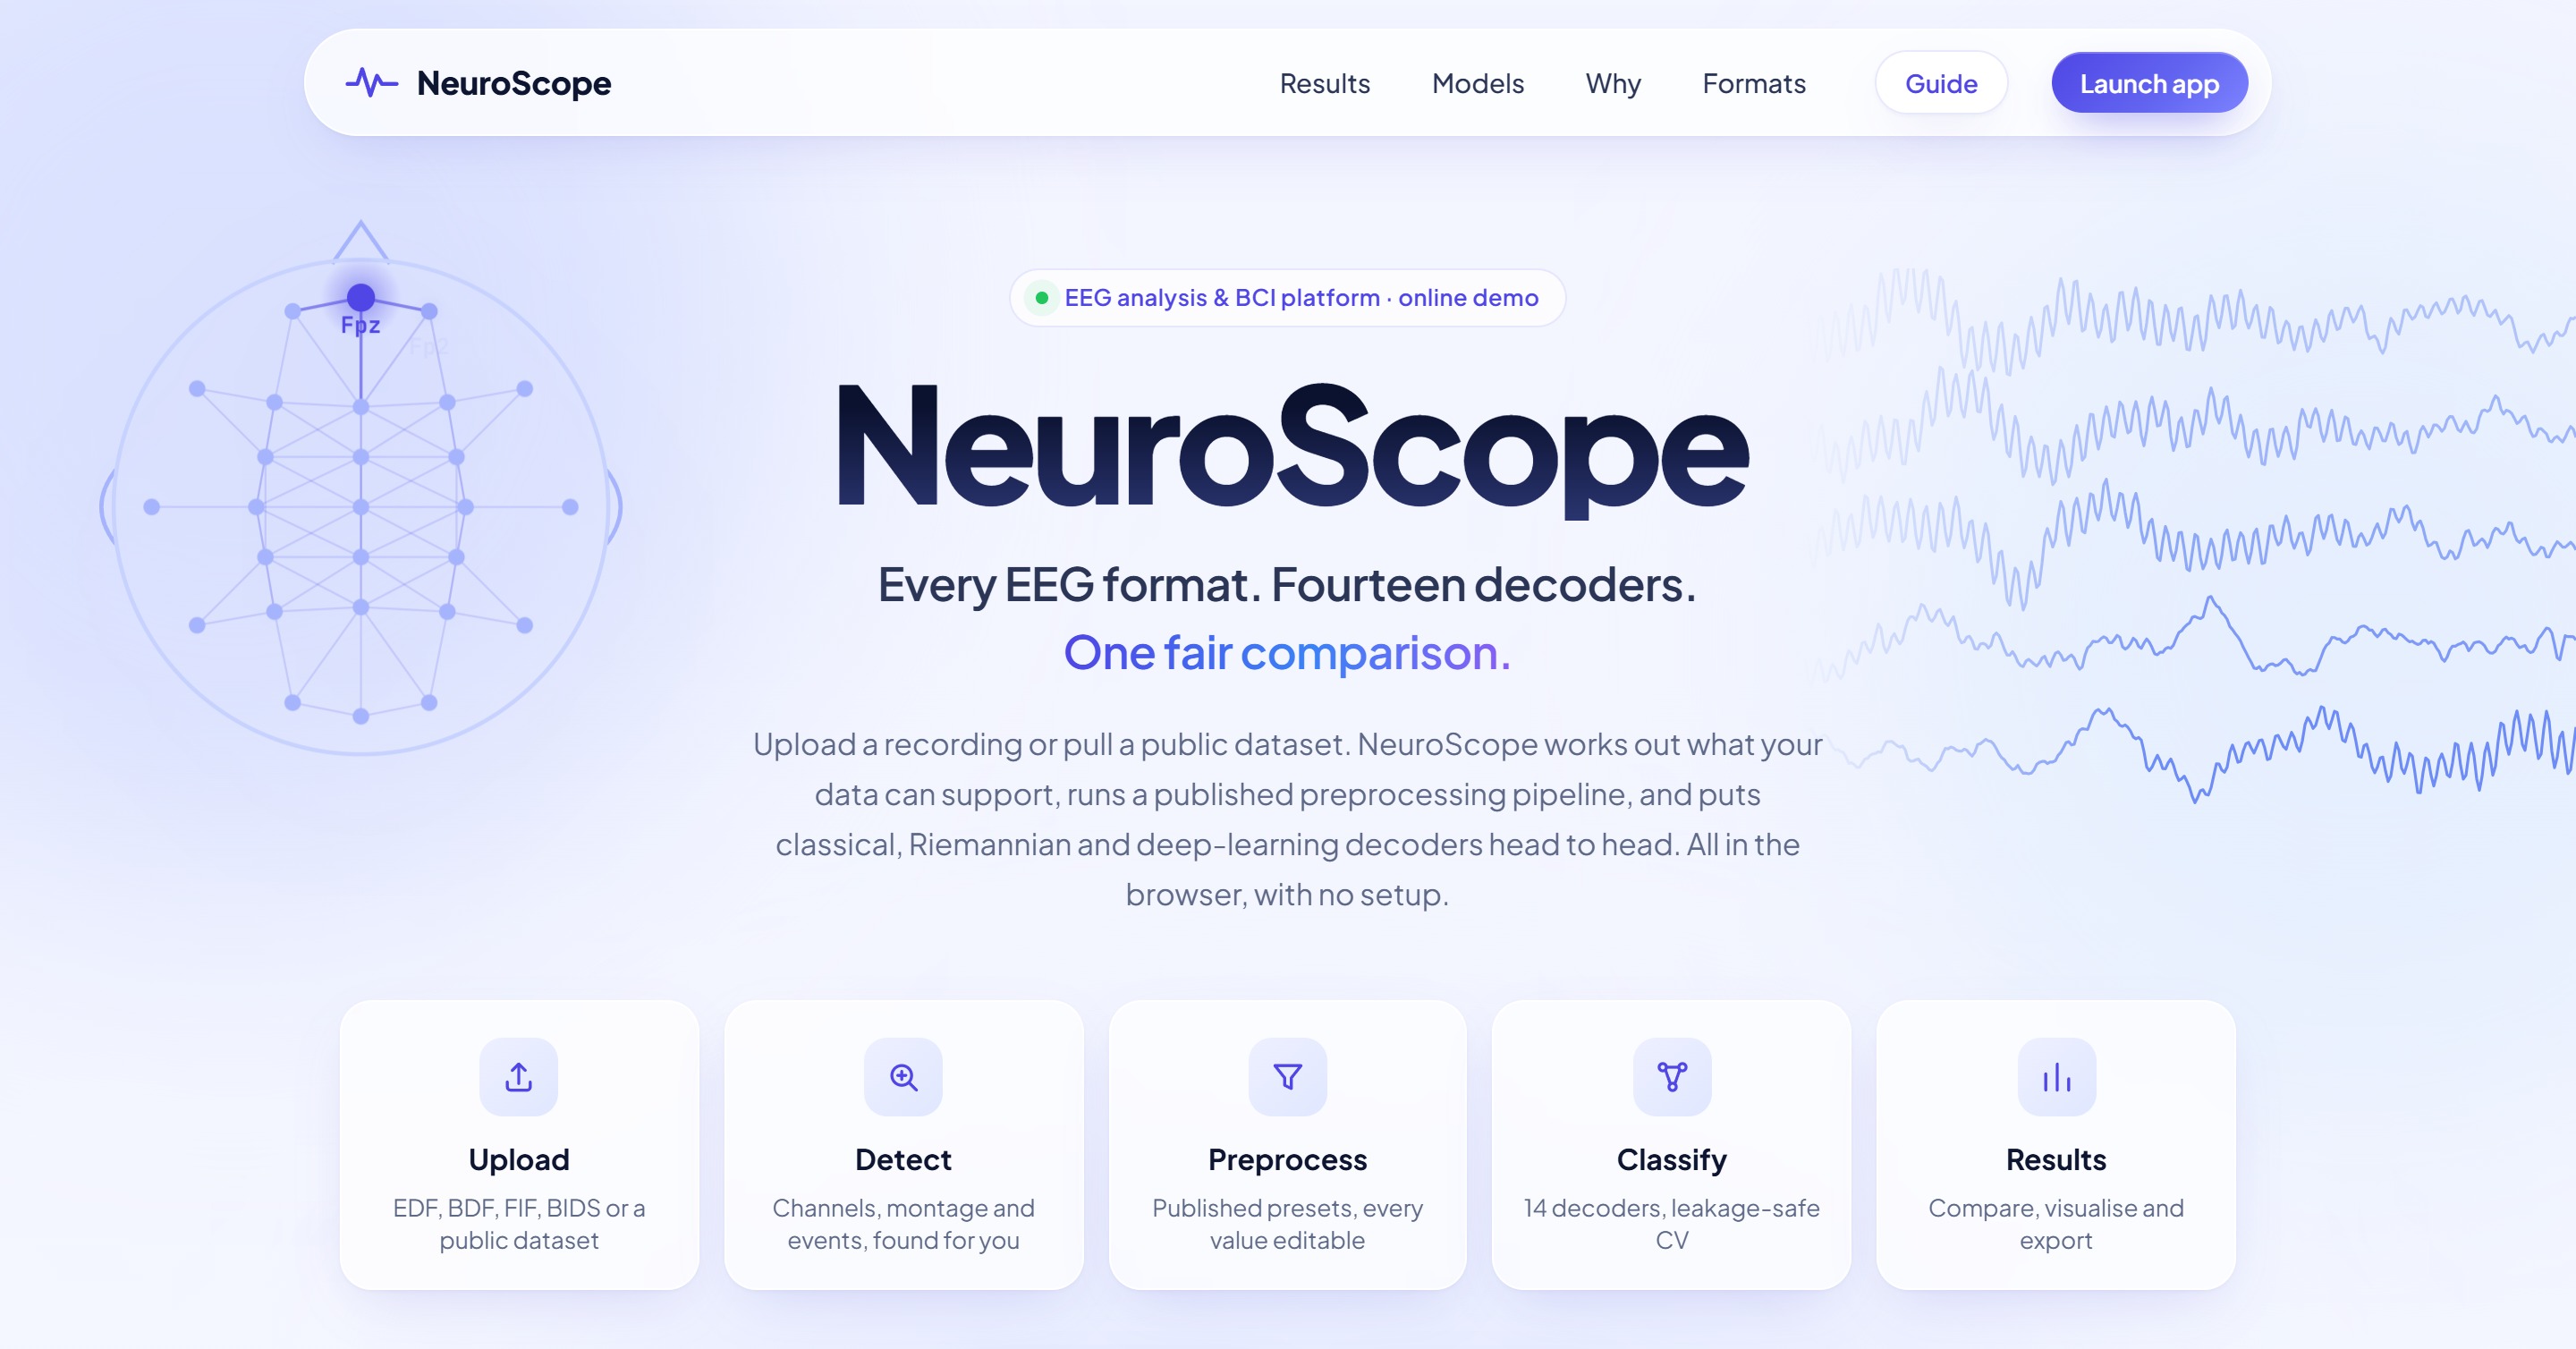 NeuroScope
Results
Models
Why
Formats
Guide
Launch app
Fpz
Fp2
EEG analysis & BCI platform · online demo
NeuroScope
Every EEG format. Fourteen decoders.
One fair comparison.
Upload a recording or pull a public dataset. NeuroScope works out what your
data can support, runs a published preprocessing pipeline, and puts
classical, Riemannian and deep-learning decoders head to head. All in the
browser, with no setup.
Upload
EDF, BDF, FIF, BIDS or a
public dataset
Detect
Channels, montage and
events, found for you
Preprocess
Published presets, every
value editable
Classify
14 decoders, leakage-safe
CV
Results
Compare, visualise and
export